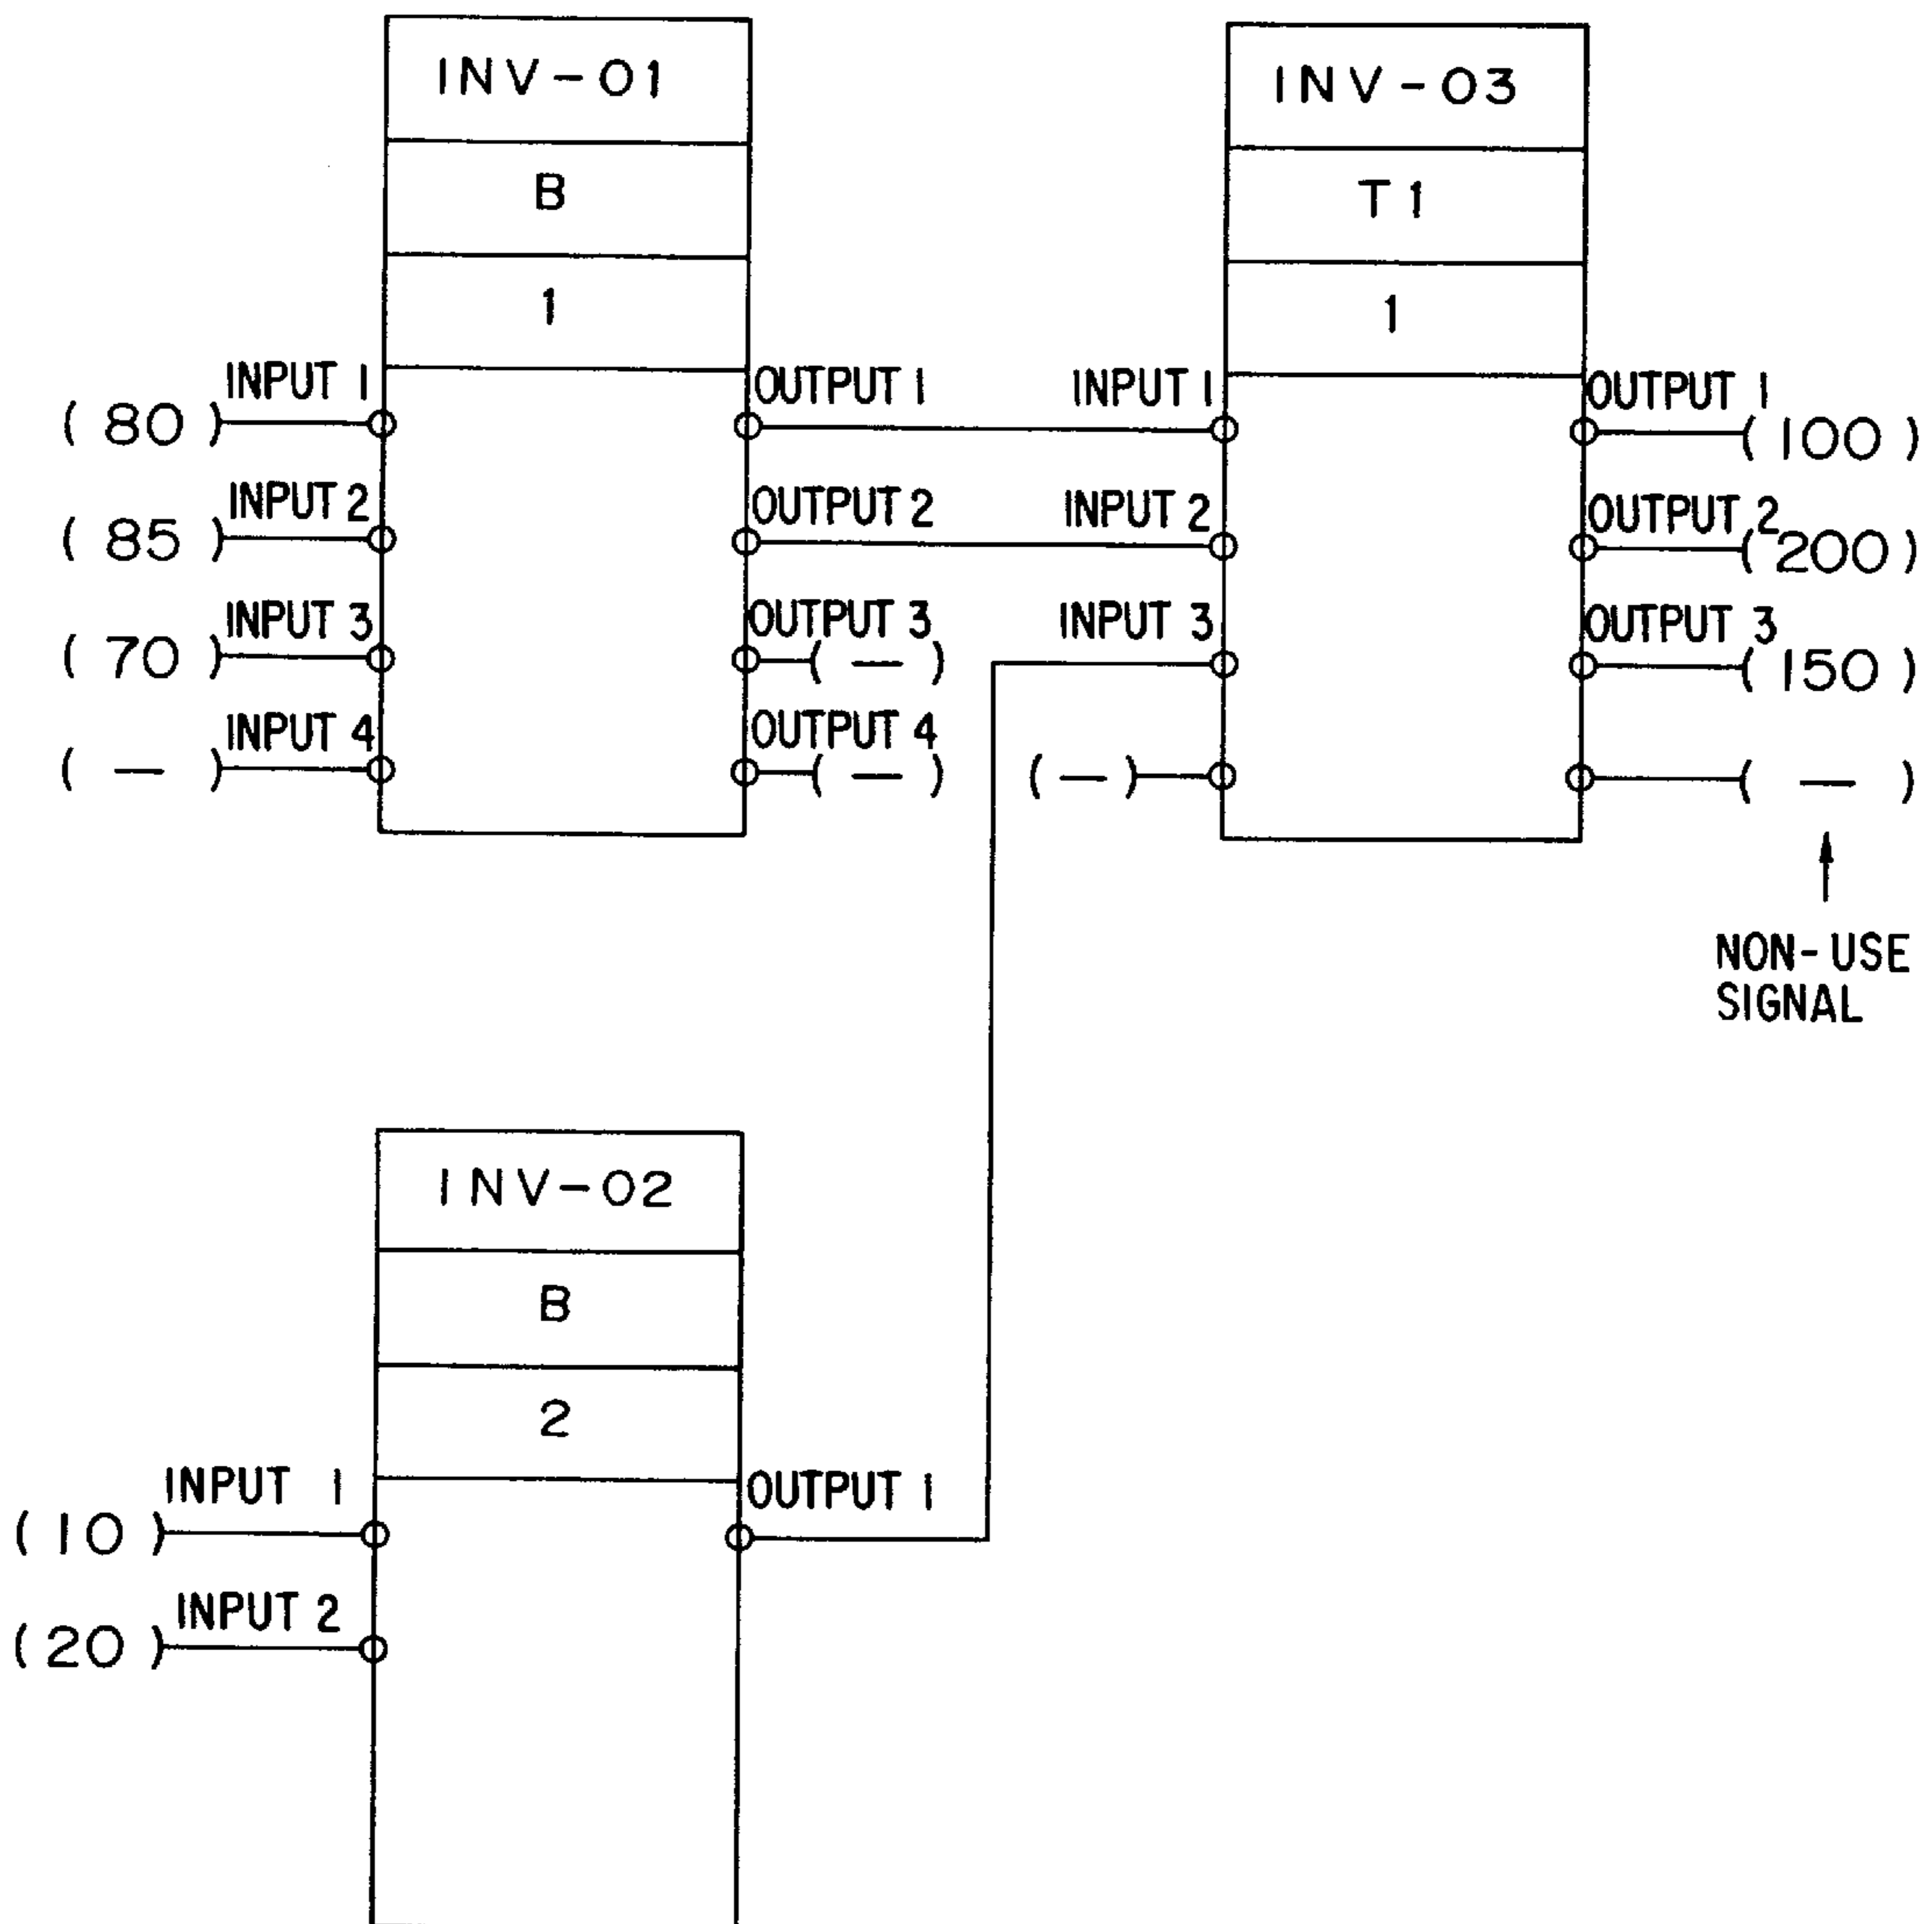 INV-01
B
1
INPUT 1
( 80 )
INPUT 2
( 85 )
INPUT 3
( 70 )
INPUT 4
( — )
OUTPUT 1
OUTPUT 2
OUTPUT 3
( — )
OUTPUT 4
( — )
INV-03
T1
1
INPUT 1
INPUT 2
INPUT 3
( — )
OUTPUT 1
( 100 )
OUTPUT 2
( 200 )
OUTPUT 3
( 150 )
( — )
NON-USE
SIGNAL
INV-02
B
2
INPUT 1
( 10 )
INPUT 2
( 20 )
OUTPUT 1